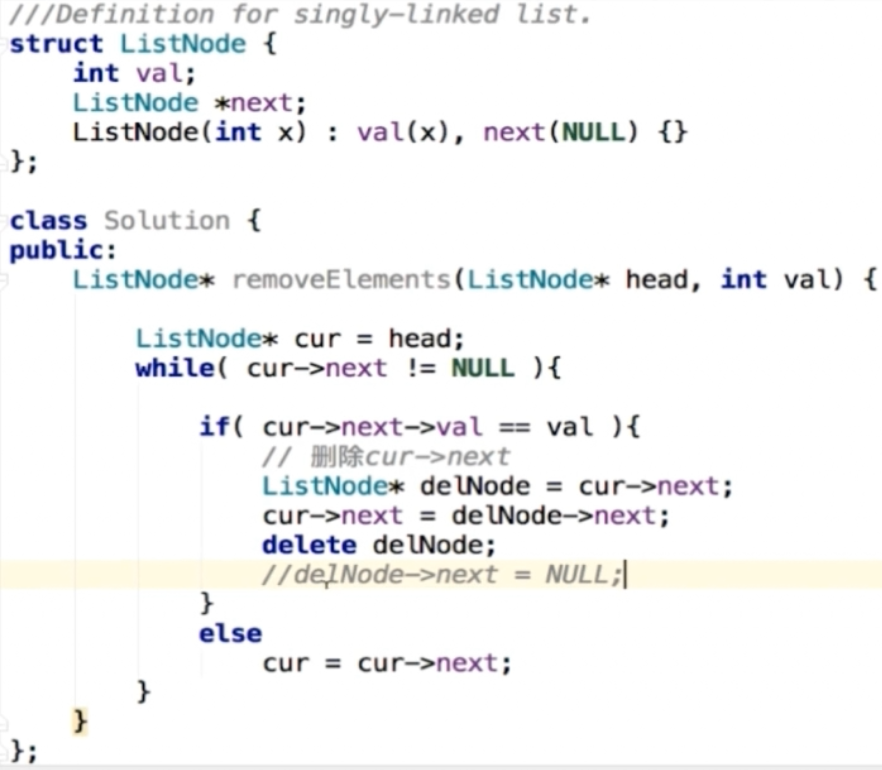 ///Definition for singly-linked list.
struct ListNode {
    int val;
    ListNode *next;
    ListNode(int x) : val(x), next(NULL) {}
};

class Solution {
public:
    ListNode* removeElements(ListNode* head, int val) {

        ListNode* cur = head;
        while( cur->next != NULL ){

            if( cur->next->val == val ){
                // 删除cur->next
                ListNode* delNode = cur->next;
                cur->next = delNode->next;
                delete delNode;
                //delNode->next = NULL;
            }
            else
                cur = cur->next;
        }
    }
};